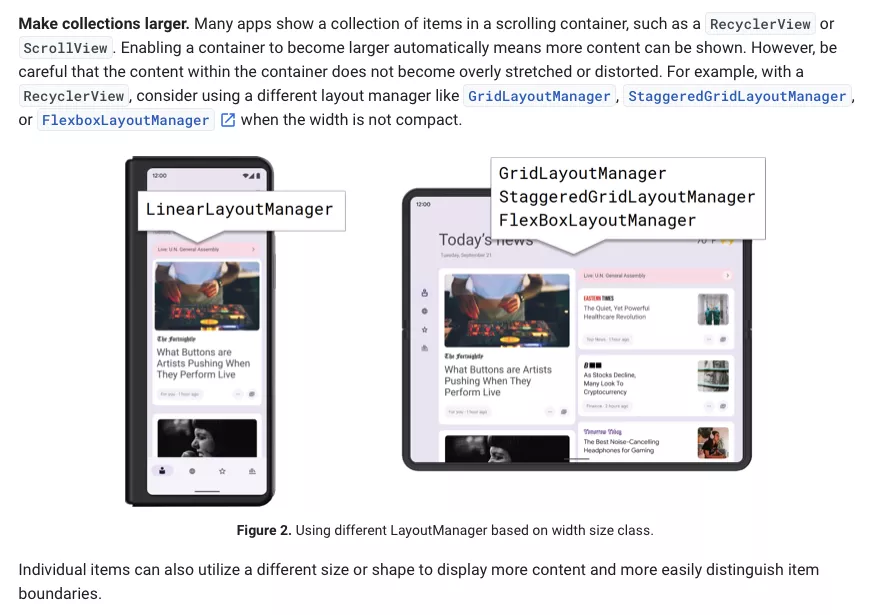 Make collections larger. Many apps show a collection of items in a scrolling container, such as a RecyclerView or
ScrollView. Enabling a container to become larger automatically means more content can be shown. However, be
careful that the content within the container does not become overly stretched or distorted. For example, with a
RecyclerView, consider using a different layout manager like GridLayoutManager, StaggeredGridLayoutManager,
or FlexboxLayoutManager when the width is not compact.
12:00
LinearLayoutManager
Live: U.N. General Assembly
The Fortnightly
What Buttons are
Artists Pushing When
They Perform Live
For you · 1 hour ago
12:00
GridLayoutManager
StaggeredGridLayoutManager
FlexBoxLayoutManager
Today's news
Tuesday, September 21
The Fortnightly
What Buttons are Artists
Pushing When They
Perform Live
For you · 1 hour ago
Live: U.N. General Assembly
EASTERN TIMES
The Quiet, Yet Powerful
Healthcare Revolution
Top News · 1 hour ago
As Stocks Decline,
Many Look To
Cryptocurrency
Finance · 2 hours ago
Tomorrow Today
The Best Noise-Cancelling
Headphones for Gaming
Figure 2. Using different LayoutManager based on width size class.
Individual items can also utilize a different size or shape to display more content and more easily distinguish item
boundaries.